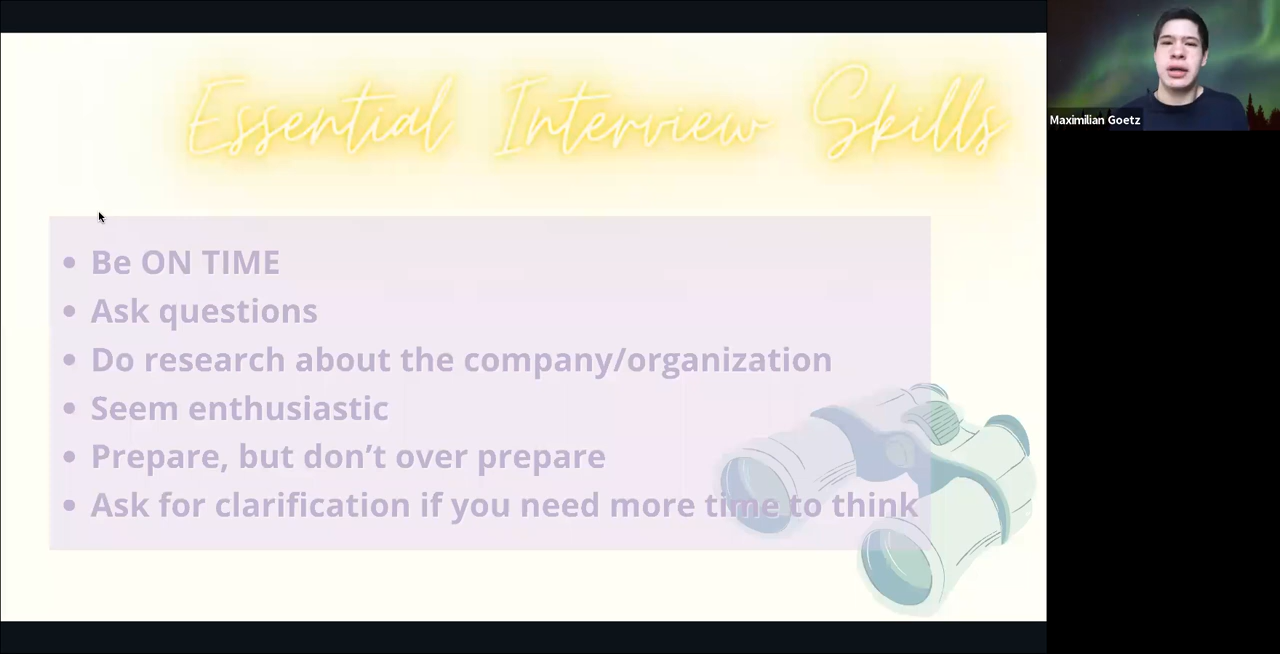 Essential Interview Skills
Maximilian Goetz
• Be ON TIME
• Ask questions
• Do research about the company/organization
• Seem enthusiastic
• Prepare, but don’t over prepare
• Ask for clarification if you need more time to think